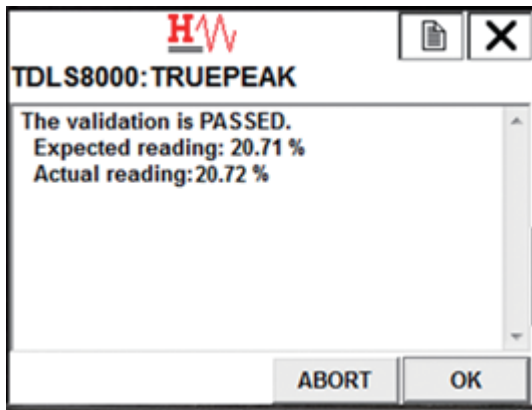 H
TDLS8000: TRUEPEAK
The validation is PASSED.
Expected reading: 20.71 %
Actual reading:20.72 %
ABORT OK